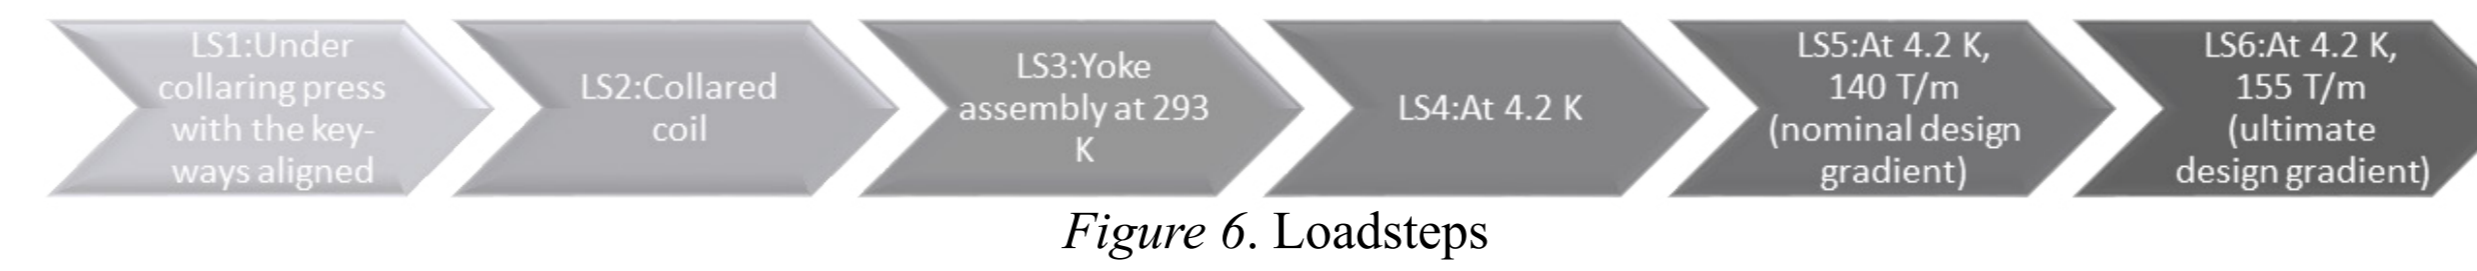 LS1:Under
collaring press
with the key-
ways aligned
LS2:Collared
coil
LS3:Yoke
assembly at 293
K
LS4:At 4.2 K
LS5:At 4.2 K,
140 T/m
(nominal design
gradient)
LS6:At 4.2 K,
155 T/m
(ultimate
design gradient)
Figure 6. Loadsteps